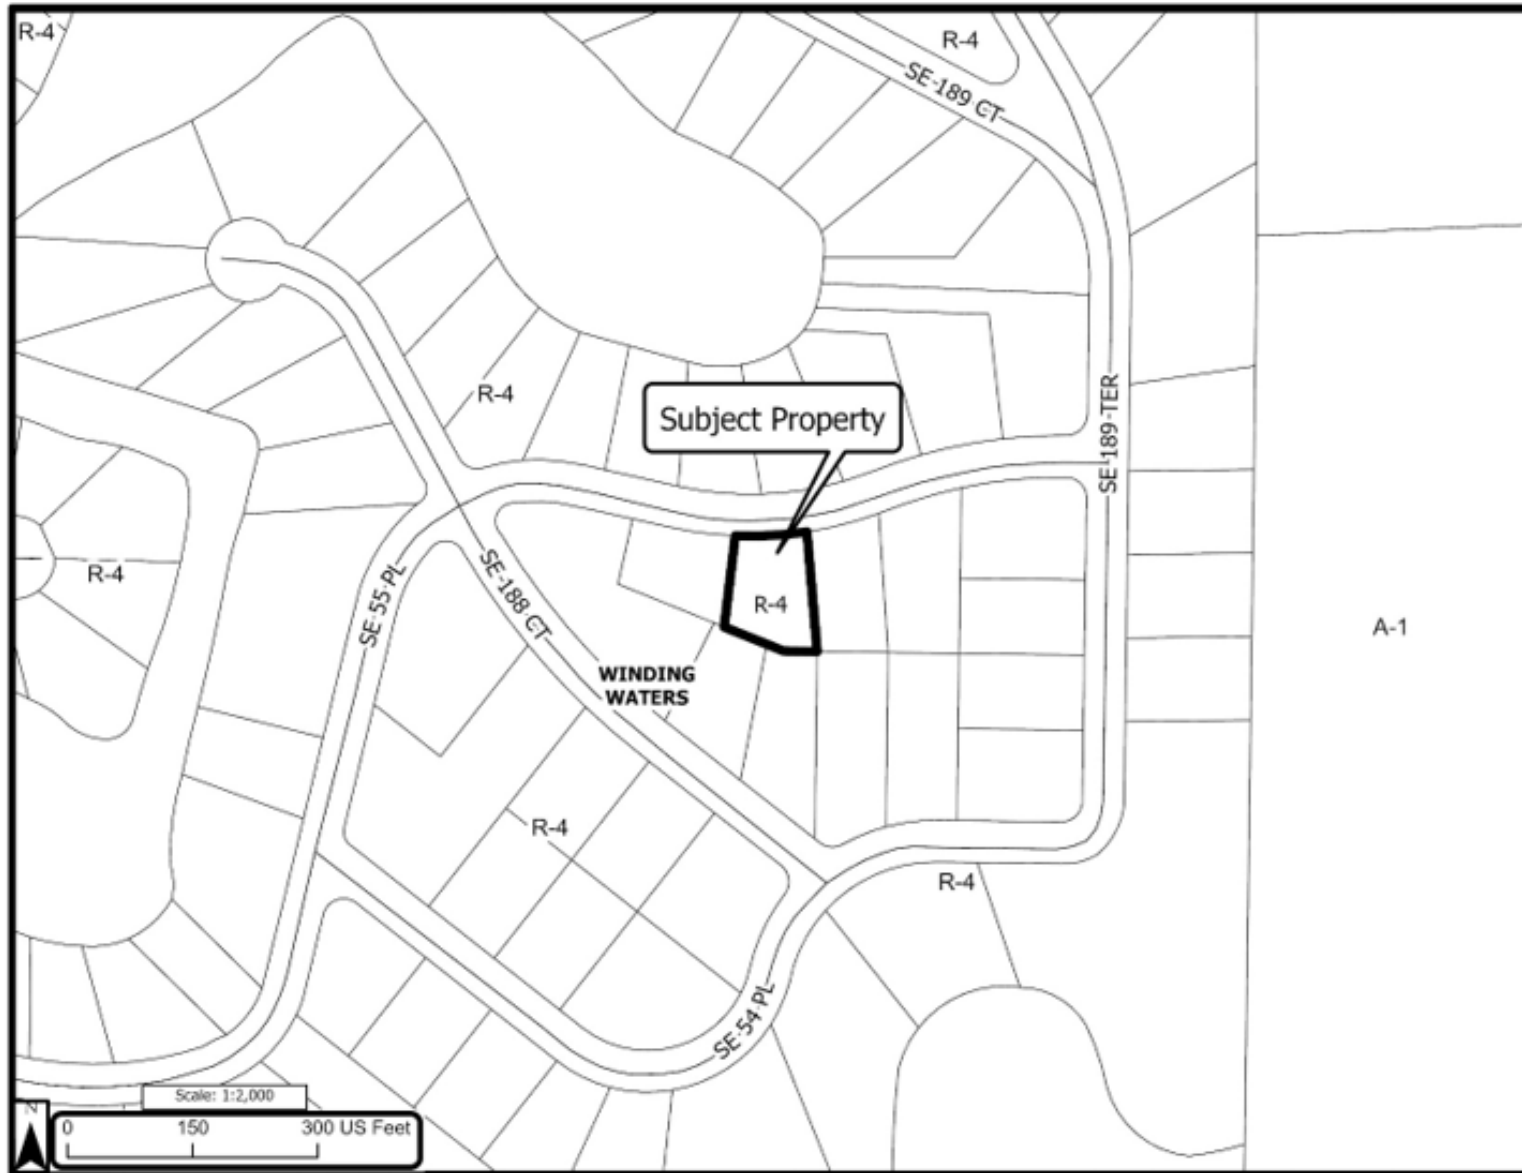 R-4
R-4
SE 189 CT
R-4
Subject Property
SE 189 TER
R-4
SE 55 PL
SE 188 CT
R-4
A-1
WINDING
WATERS
R-4
R-4
SE 54 PL
Scale: 1:2,000
N
0 150 300 US Feet